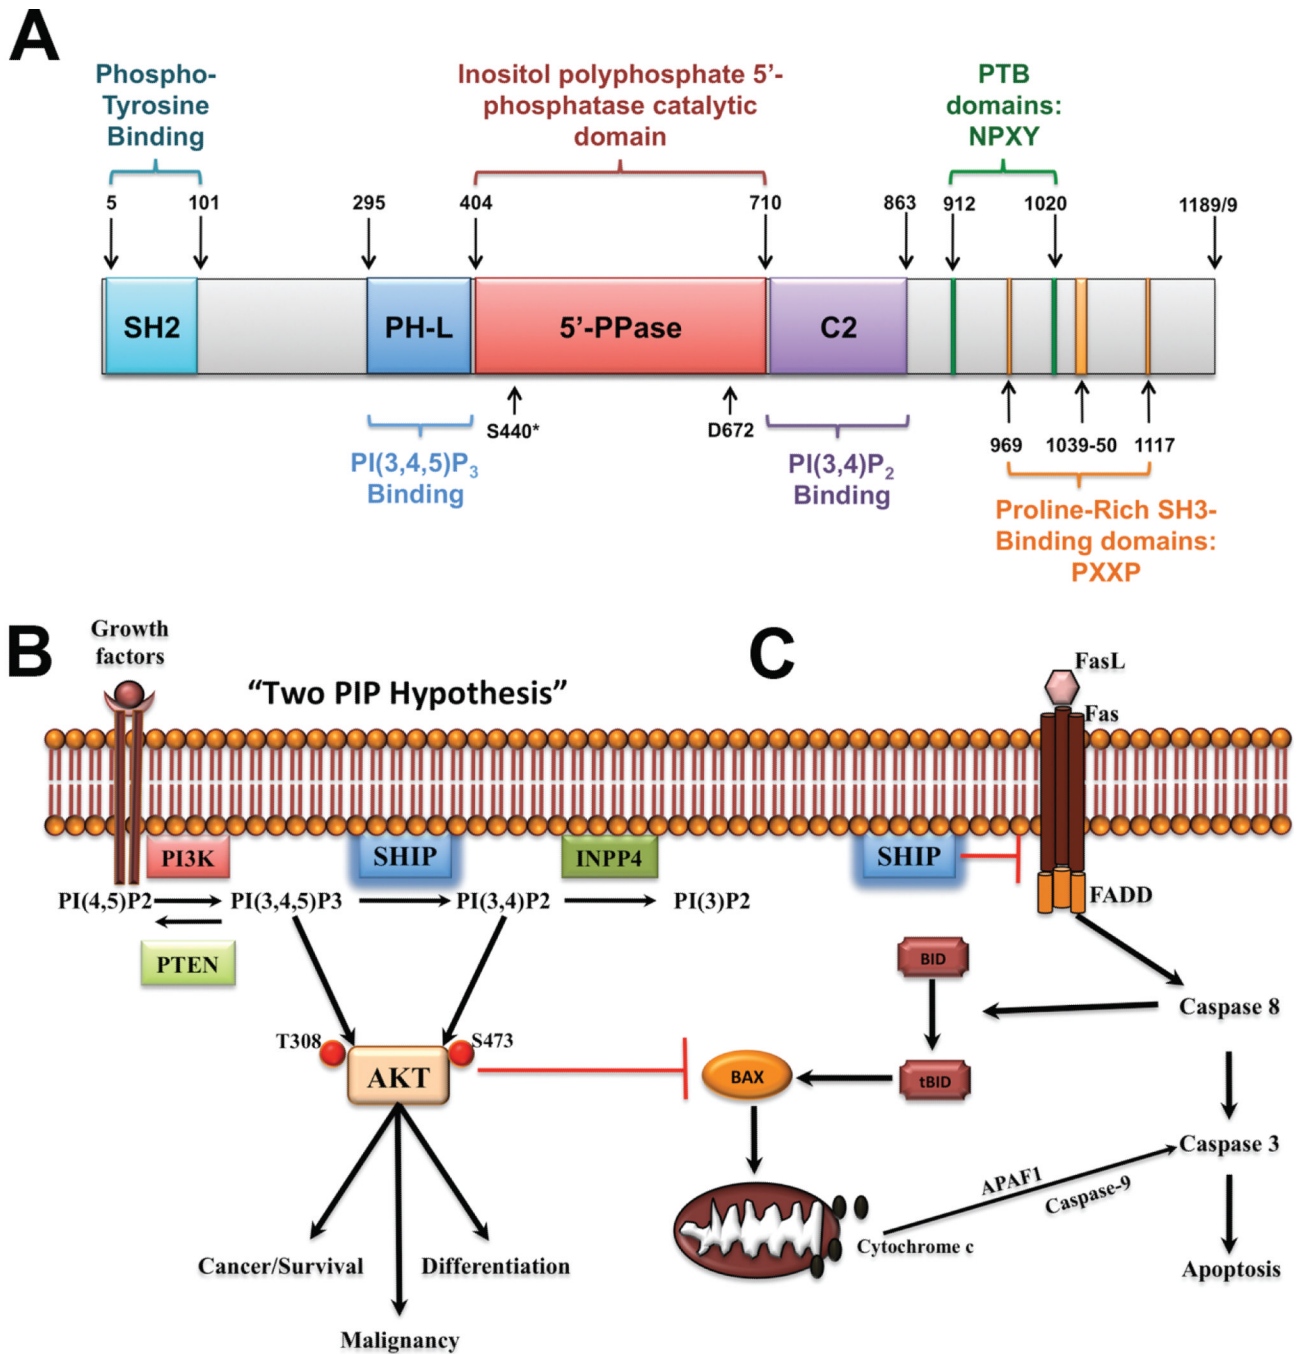 A
Phospho-
Tyrosine
Binding
Inositol polyphosphate 5'-
phosphatase catalytic
domain
PTB
domains:
NPXY
5 101 295 404 710 863 912 1020 1189/9
SH2 PH-L 5'-PPase C2
S440* D672
969 1039-50 1117
PI(3,4,5)P3
Binding
PI(3,4)P2
Binding
Proline-Rich SH3-
Binding domains:
PXXP
B
Growth
factors
"Two PIP Hypothesis"
PI3K SHIP INPP4
PI(4,5)P2 PI(3,4,5)P3 PI(3,4)P2 PI(3)P2
PTEN
T308 S473
AKT
Cancer/Survival Differentiation
Malignancy
C
FasL
Fas
SHIP
FADD
BID
Caspase 8
BAX tBID
Caspase 3
APAF1
Caspase-9
Cytochrome c
Apoptosis